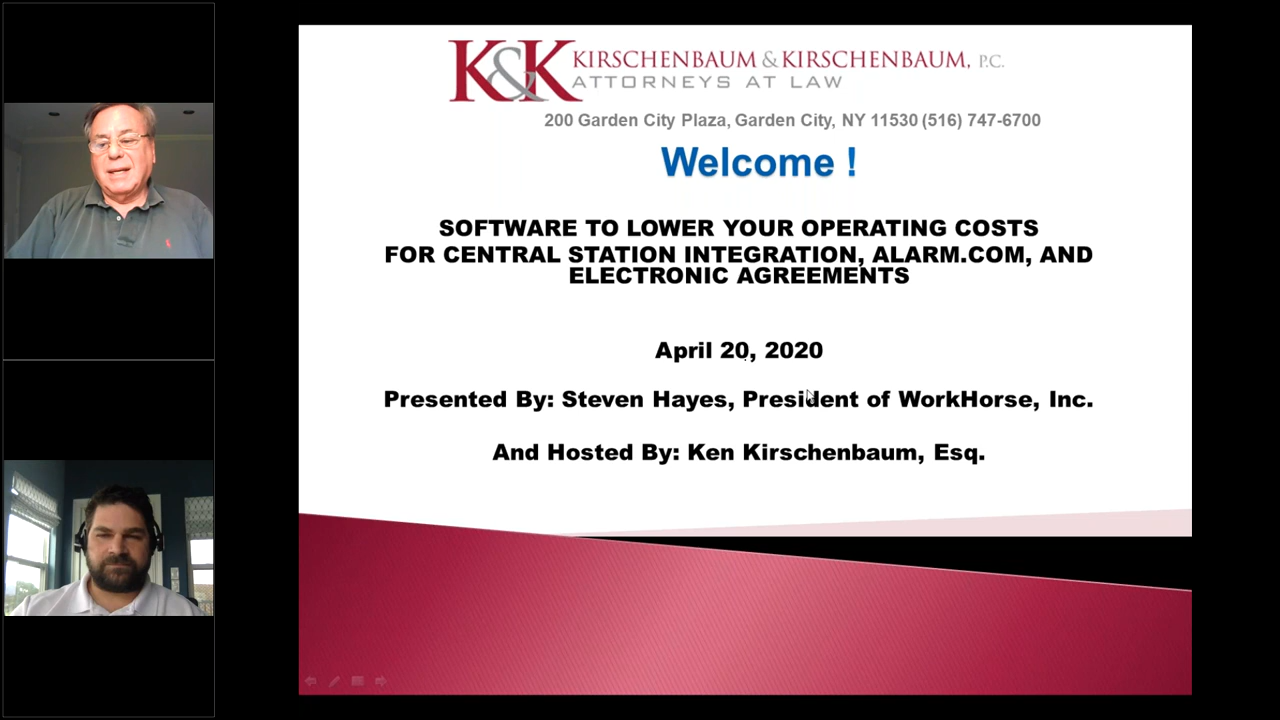 K&K KIRSCHENBAUM & KIRSCHENBAUM, P.C.
ATTORNEYS AT LAW
200 Garden City Plaza, Garden City, NY 11530 (516) 747-6700
Welcome !
SOFTWARE TO LOWER YOUR OPERATING COSTS
FOR CENTRAL STATION INTEGRATION, ALARM.COM, AND
ELECTRONIC AGREEMENTS
April 20, 2020
Presented By: Steven Hayes, President of WorkHorse, Inc.
And Hosted By: Ken Kirschenbaum, Esq.